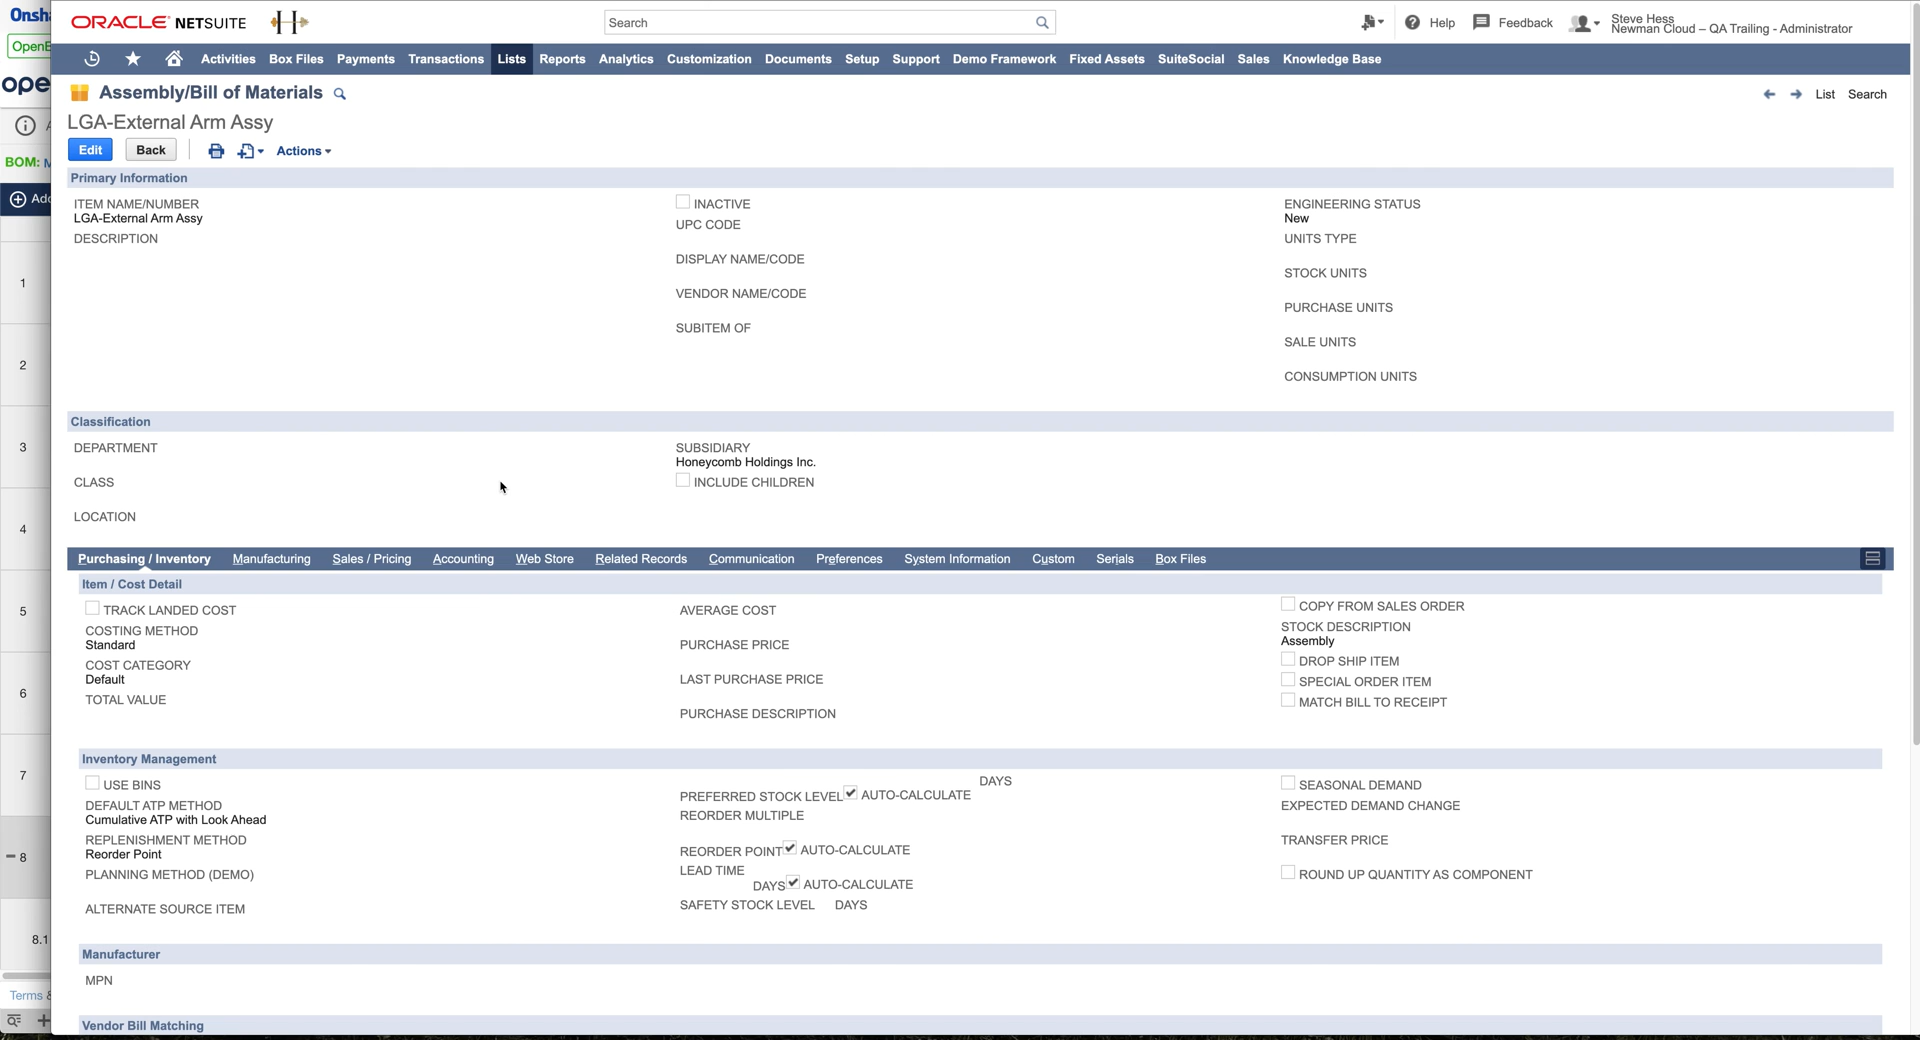 Onsha
ORACLE NETSUITE
H
Search
Help
Feedback
Steve Hess
Newman Cloud – QA Trailing - Administrator
OpenB
ope
Activities Box Files Payments Transactions Lists Reports Analytics Customization Documents Setup Support Demo Framework Fixed Assets SuiteSocial Sales Knowledge Base
Assembly/Bill of Materials
List Search
LGA-External Arm Assy
Edit Back Actions
BOM: M
Add
Primary Information
ITEM NAME/NUMBER
LGA-External Arm Assy
DESCRIPTION
INACTIVE
UPC CODE
DISPLAY NAME/CODE
VENDOR NAME/CODE
SUBITEM OF
ENGINEERING STATUS
New
UNITS TYPE
STOCK UNITS
PURCHASE UNITS
SALE UNITS
CONSUMPTION UNITS
Classification
DEPARTMENT
CLASS
LOCATION
SUBSIDIARY
Honeycomb Holdings Inc.
INCLUDE CHILDREN
Purchasing / Inventory Manufacturing Sales / Pricing Accounting Web Store Related Records Communication Preferences System Information Custom Serials Box Files
Item / Cost Detail
TRACK LANDED COST
COSTING METHOD
Standard
COST CATEGORY
Default
TOTAL VALUE
AVERAGE COST
PURCHASE PRICE
LAST PURCHASE PRICE
PURCHASE DESCRIPTION
COPY FROM SALES ORDER
STOCK DESCRIPTION
Assembly
DROP SHIP ITEM
SPECIAL ORDER ITEM
MATCH BILL TO RECEIPT
Inventory Management
USE BINS
DEFAULT ATP METHOD
Cumulative ATP with Look Ahead
REPLENISHMENT METHOD
Reorder Point
PLANNING METHOD (DEMO)
ALTERNATE SOURCE ITEM
DAYS
PREFERRED STOCK LEVEL AUTO-CALCULATE
REORDER MULTIPLE
REORDER POINT AUTO-CALCULATE
LEAD TIME
DAYS AUTO-CALCULATE
SAFETY STOCK LEVEL DAYS
SEASONAL DEMAND
EXPECTED DEMAND CHANGE
TRANSFER PRICE
ROUND UP QUANTITY AS COMPONENT
Manufacturer
MPN
Vendor Bill Matching
1
2
3
4
5
6
7
8
8.1
Terms &